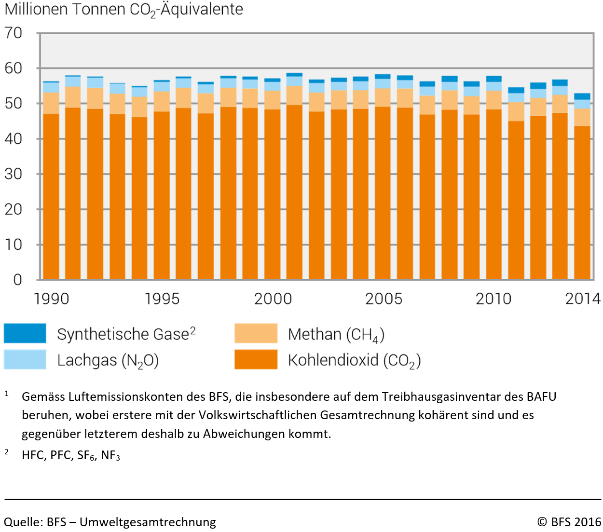 Millionen Tonnen CO₂-Äquivalente
70
60
50
40
30
20
10
0
1990 1995 2000 2005 2010 2014
Synthetische Gase² Methan (CH₄)
Lachgas (N₂O) Kohlendioxid (CO₂)
¹ Gemäss Luftemissionskonten des BFS, die insbesondere auf dem Treibhausgasinventar des BAFU
beruhen, wobei erstere mit der Volkswirtschaftlichen Gesamtrechnung kohärent sind und es
gegenüber letzterem deshalb zu Abweichungen kommt.
² HFC, PFC, SF₆, NF₃
Quelle: BFS – Umweltgesamtrechnung © BFS 2016